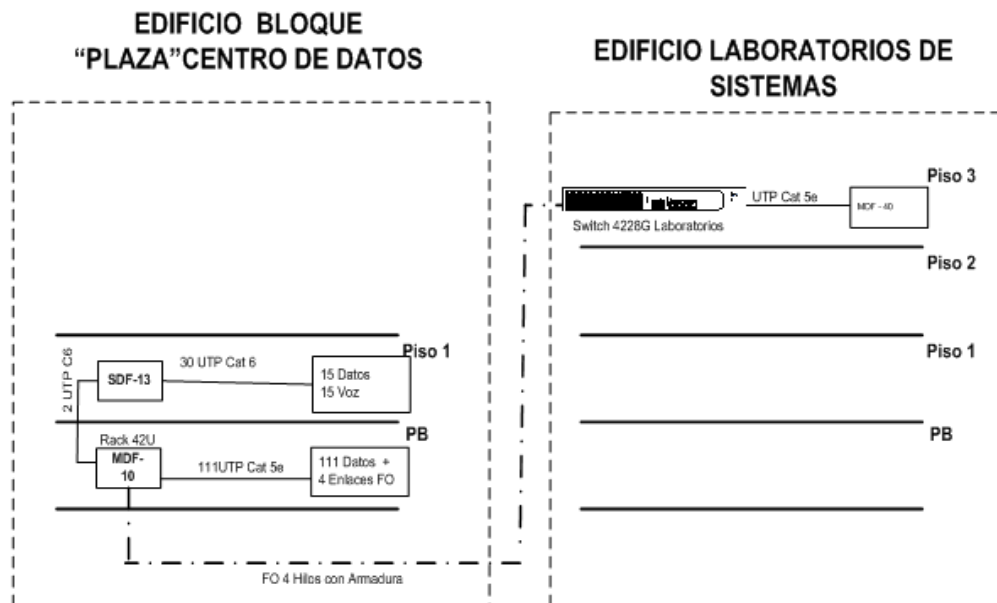 EDIFICIO BLOQUE
“PLAZA”CENTRO DE DATOS
EDIFICIO LABORATORIOS DE
SISTEMAS
Piso 3
UTP Cat 5e
MDF - 40
Switch 4228G Laboratorios
Piso 2
Piso 1
2 UTP C6
SDF-13
30 UTP Cat 6
15 Datos
15 Voz
Piso 1
PB
Rack 42U
MDF-
10
111UTP Cat 5e
111 Datos +
4 Enlaces FO
PB
FO 4 Hilos con Armadura